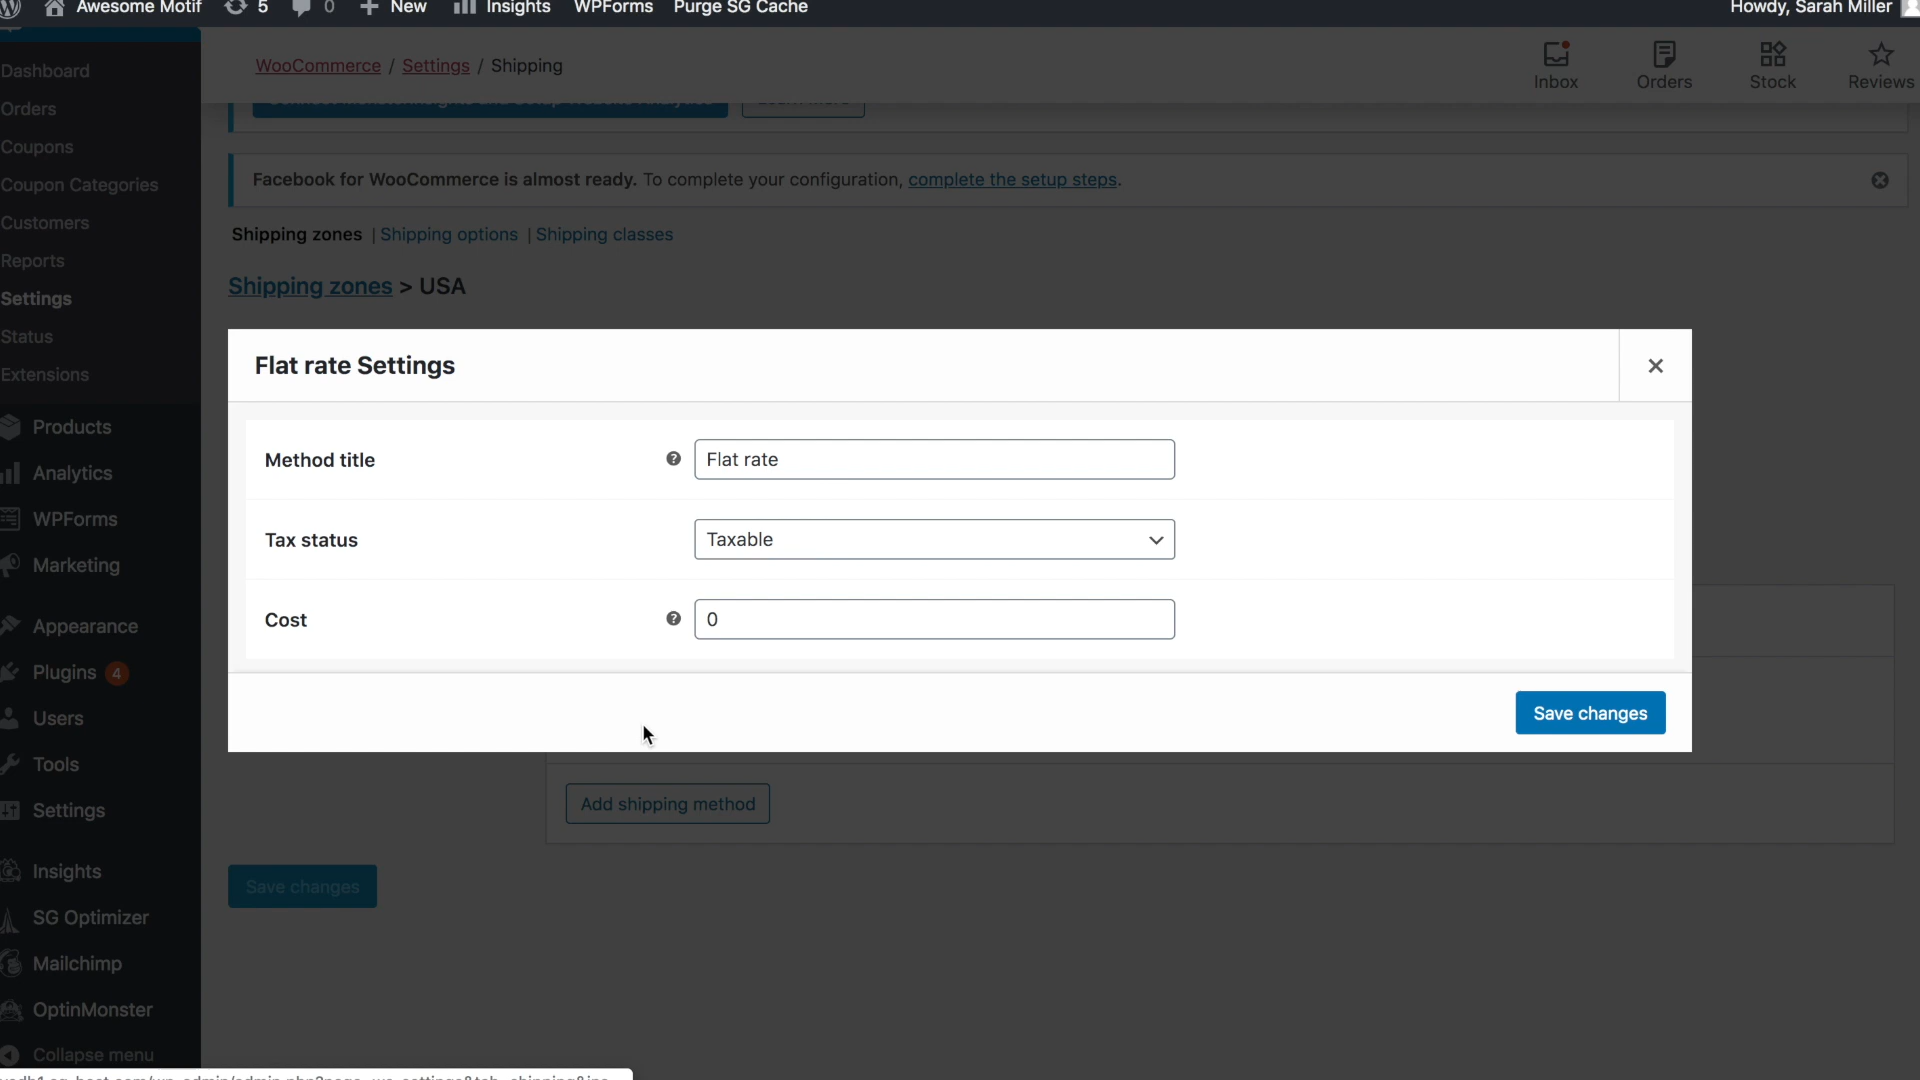 Awesome Motif 5 0 New Insights WPForms Purge SG Cache Howdy, Sarah Miller
WooCommerce / Settings / Shipping
Inbox Orders Stock Reviews
Dashboard
Orders
Coupons
Coupon Categories
Customers
Reports
Settings
Status
Extensions
Products
Analytics
WPForms
Marketing
Appearance
Plugins 4
Users
Tools
Settings
Insights
SG Optimizer
Mailchimp
OptinMonster
Collapse menu
Facebook for WooCommerce is almost ready. To complete your configuration, complete the setup steps.
Shipping zones | Shipping options | Shipping classes
Shipping zones > USA
Flat rate Settings
Method title ? Flat rate
Tax status Taxable
Cost ? 0
Save changes
Add shipping method
Save changes